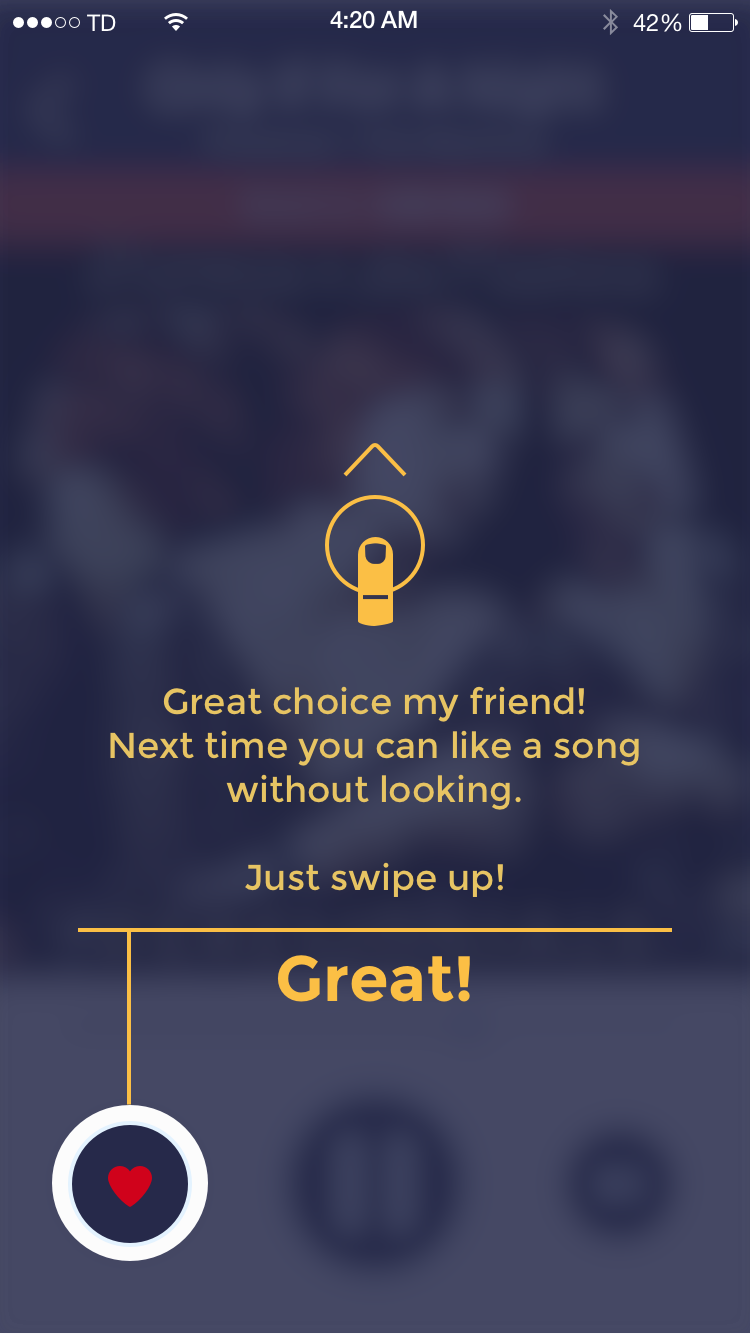 TD 4:20 AM 42%
Great choice my friend!
Next time you can like a song
without looking.
Just swipe up!
Great!